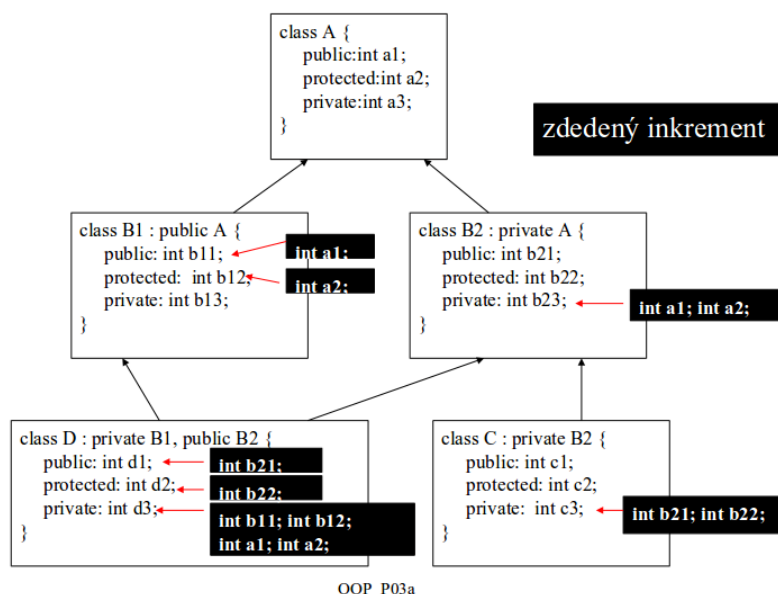 class A {
public:int a1;
protected:int a2;
private:int a3;
}
zdedený inkrement
class B1 : public A {
public: int b11;
protected:  int b12;
private: int b13;
}
int a1;
int a2;
class B2 : private A {
public: int b21;
protected: int b22;
private: int b23;
}
int a1; int a2;
class D : private B1, public B2 {
public: int d1;
protected: int d2;
private: int d3;
}
int b21;
int b22;
int b11; int b12;
int a1; int a2;
class C : private B2 {
public: int c1;
protected: int c2;
private:  int c3;
}
int b21; int b22;
OOP_P03a